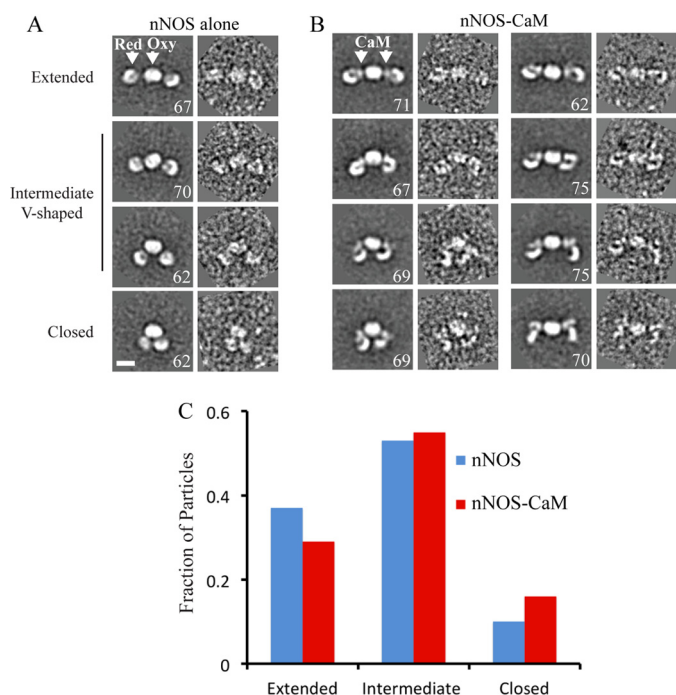 A
nNOS alone
B
nNOS-CaM
Red Oxy
CaM
Extended
67
71
62
Intermediate
V-shaped
70
67
75
62
69
75
Closed
62
69
70
C
0.6
0.4
0.2
0
Fraction of Particles
nNOS
nNOS-CaM
Extended
Intermediate
Closed